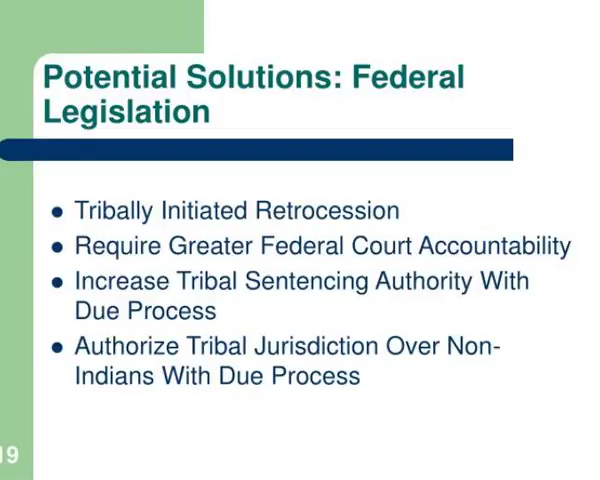 Potential Solutions: Federal
Legislation
● Tribally Initiated Retrocession
● Require Greater Federal Court Accountability
● Increase Tribal Sentencing Authority With
Due Process
● Authorize Tribal Jurisdiction Over Non-
Indians With Due Process
19